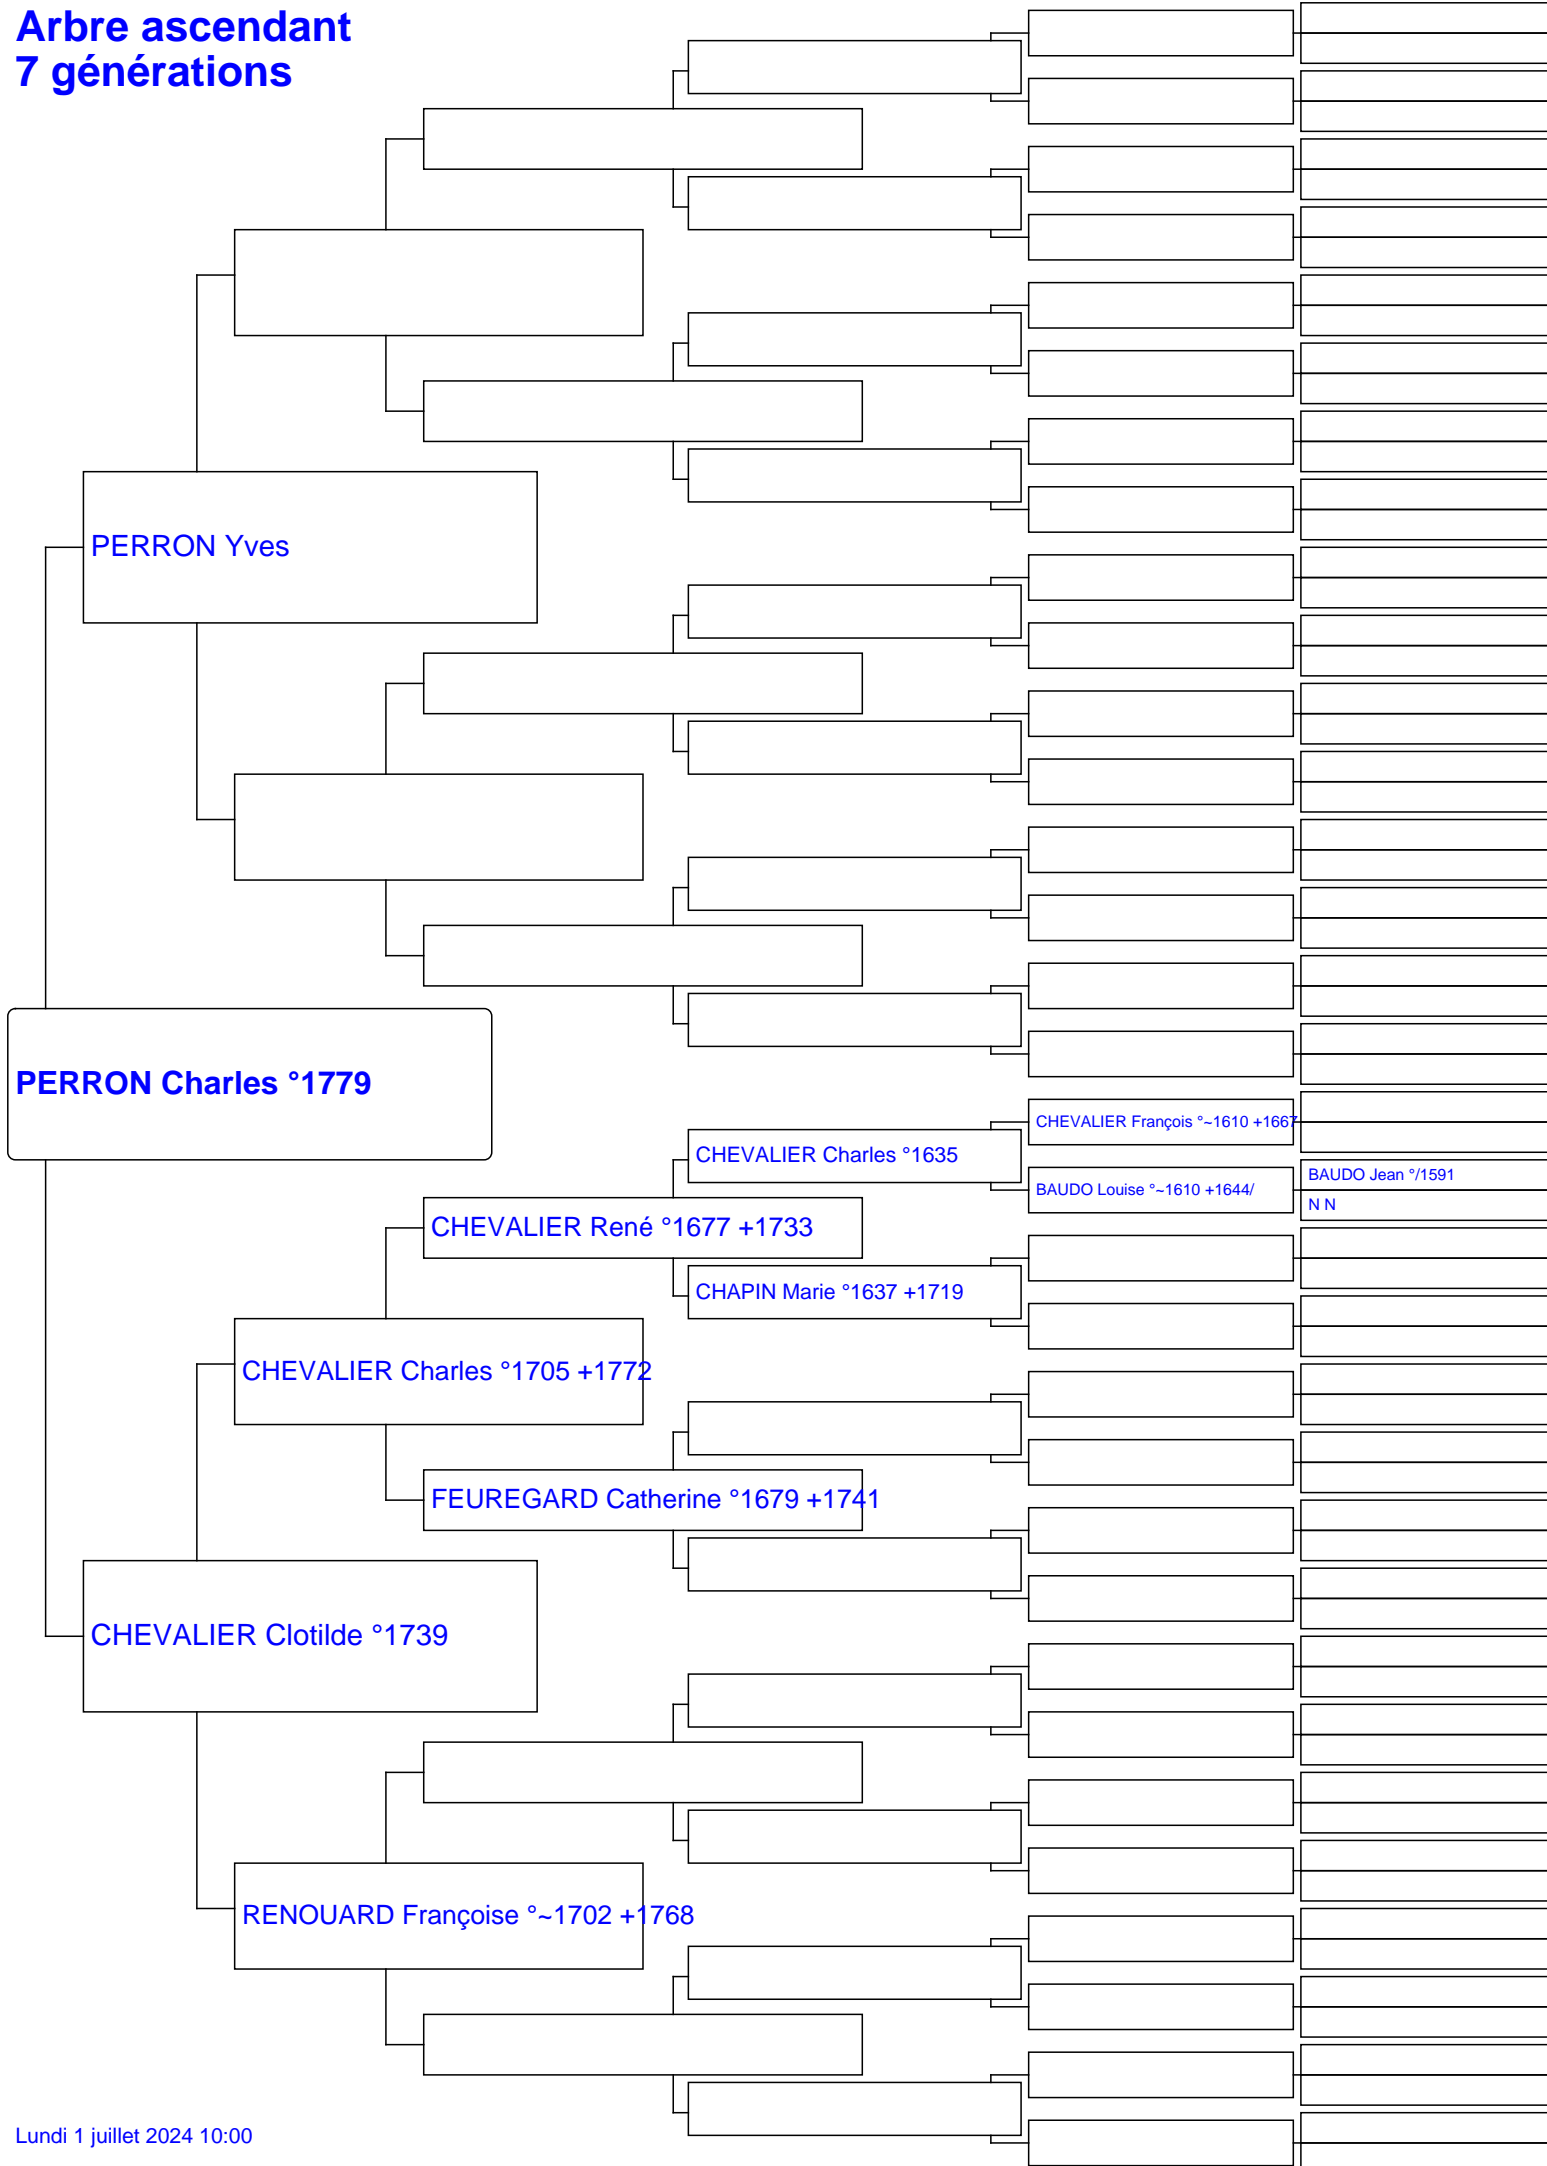 Arbre ascendant
7 générations
PERRON Yves
PERRON Charles °1779
CHEVALIER François °~1610 +1667
CHEVALIER Charles °1635
BAUDO Jean °/1591
BAUDO Louise °~1610 +1644/
N N
CHEVALIER René °1677 +1733
CHAPIN Marie °1637 +1719
CHEVALIER Charles °1705 +1772
FEUREGARD Catherine °1679 +1741
CHEVALIER Clotilde °1739
RENOUARD Françoise °~1702 +1768
Lundi 1 juillet 2024 10:00